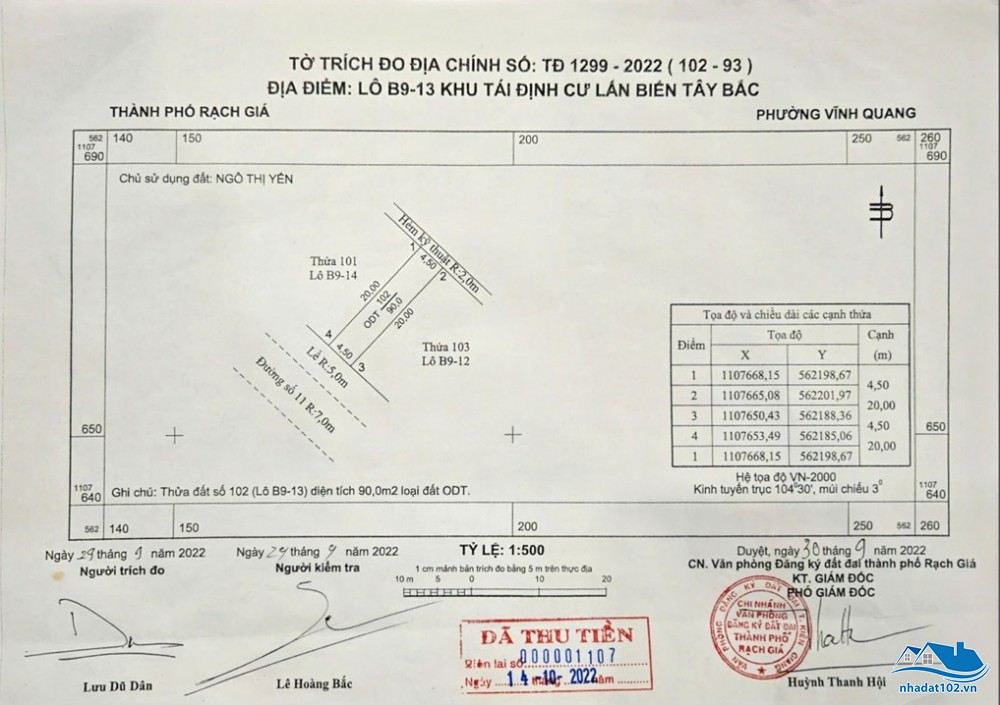 TỜ TRÍCH ĐO ĐỊA CHÍNH SỐ: TĐ 1299 - 2022 ( 102 - 93 )
ĐỊA ĐIỂM: LÔ B9-13 KHU TÁI ĐỊNH CƯ LẤN BIỂN TÂY BẮC
THÀNH PHỐ RẠCH GIÁ
PHƯỜNG VĨNH QUANG
562 140 150 200 250 562 260
1107 690
1107 690
Chủ sử dụng đất: NGÔ THỊ YẾN
Hẻm kỹ thuật R:2,0m
1
4,50
2
Thửa 101
Lô B9-14
20,00
ODT 102 90,0
20,00
4
4,50
3
Thửa 103
Lô B9-12
Lề R:5,0m
Đường số 11 R:7,0m
Tọa độ và chiều dài các cạnh thửa
Điểm Tọa độ Cạnh (m)
X Y
1 1107668,15 562198,67
4,50
2 1107665,08 562201,97
20,00
3 1107650,43 562188,36
4,50
4 1107653,49 562185,06
20,00
1 1107668,15 562198,67
Hệ tọa độ VN-2000
Kinh tuyến trục 104°30', múi chiếu 3°
650
650
1107 640
1107 640
Ghi chú: Thửa đất số 102 (Lô B9-13) diện tích 90,0m2 loại đất ODT.
562 140 150 200 250 562 260
Ngày 29 tháng 9 năm 2022
Người trích đo
Lưu Dũ Dân
Ngày 29 tháng 9 năm 2022
Người kiểm tra
Lê Hoàng Bắc
TỶ LỆ: 1:500
1 cm mảnh bản trích đo bằng 5 m trên thực địa
10 m 5 0 10 20
ĐÃ THU TIỀN
Biên lai số 000001107
Ngày 14 -10- 2022 năm
Duyệt, ngày 30 tháng 9 năm 2022
CN. Văn phòng Đăng ký đất đai thành phố Rạch Giá
KT. GIÁM ĐỐC
PHÓ GIÁM ĐỐC
VĂN PHÒNG ĐĂNG KÝ ĐẤT ĐAI T. KIÊN GIANG
CHI NHÁNH
VĂN PHÒNG
ĐĂNG KÝ ĐẤT ĐAI
THÀNH PHỐ
RẠCH GIÁ
Huỳnh Thanh Hội
nhadat102.vn